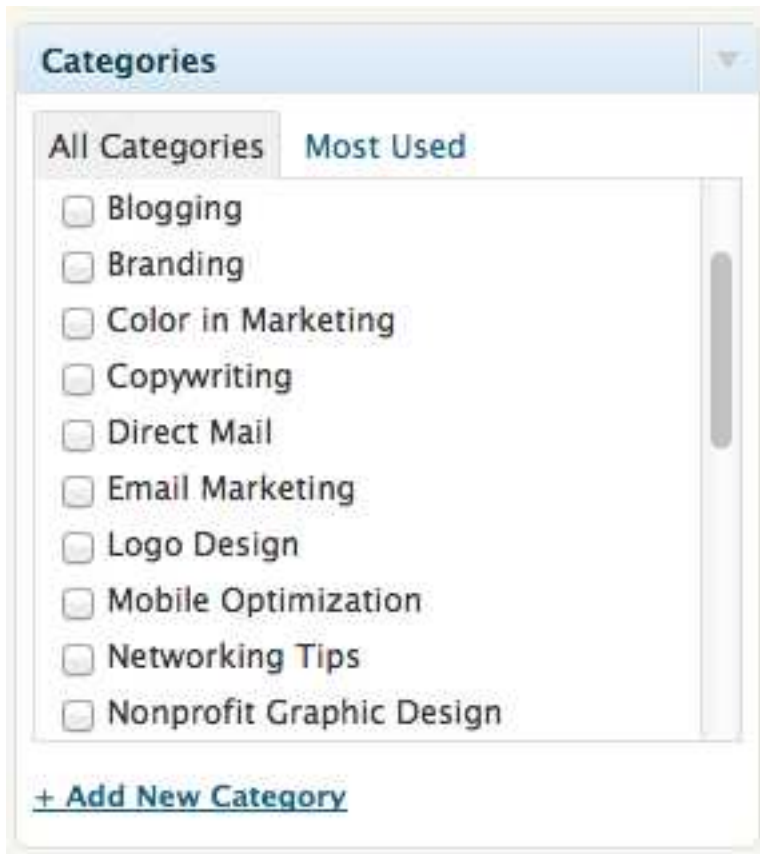 Categories
All Categories Most Used
Blogging
Branding
Color in Marketing
Copywriting
Direct Mail
Email Marketing
Logo Design
Mobile Optimization
Networking Tips
Nonprofit Graphic Design
+ Add New Category